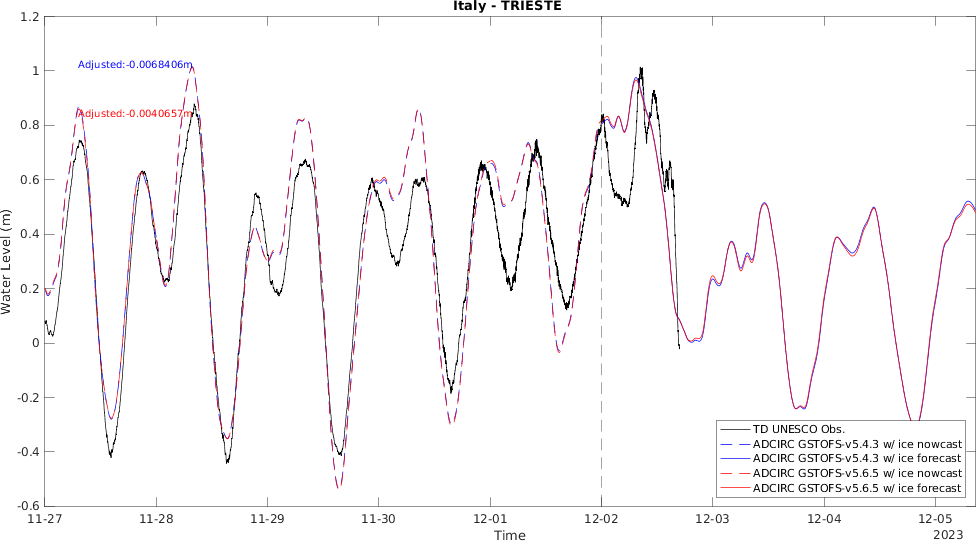 Italy - TRIESTE
Adjusted:-0.0068406m
Adjusted:-0.0040657m
Water Level (m)
1.2
1
0.8
0.6
0.4
0.2
0
-0.2
-0.4
-0.6
TD UNESCO Obs.
ADCIRC GSTOFS-v5.4.3 w/ ice nowcast
ADCIRC GSTOFS-v5.4.3 w/ ice forecast
ADCIRC GSTOFS-v5.6.5 w/ ice nowcast
ADCIRC GSTOFS-v5.6.5 w/ ice forecast
11-27 11-28 11-29 11-30 12-01 12-02 12-03 12-04 12-05
Time
2023